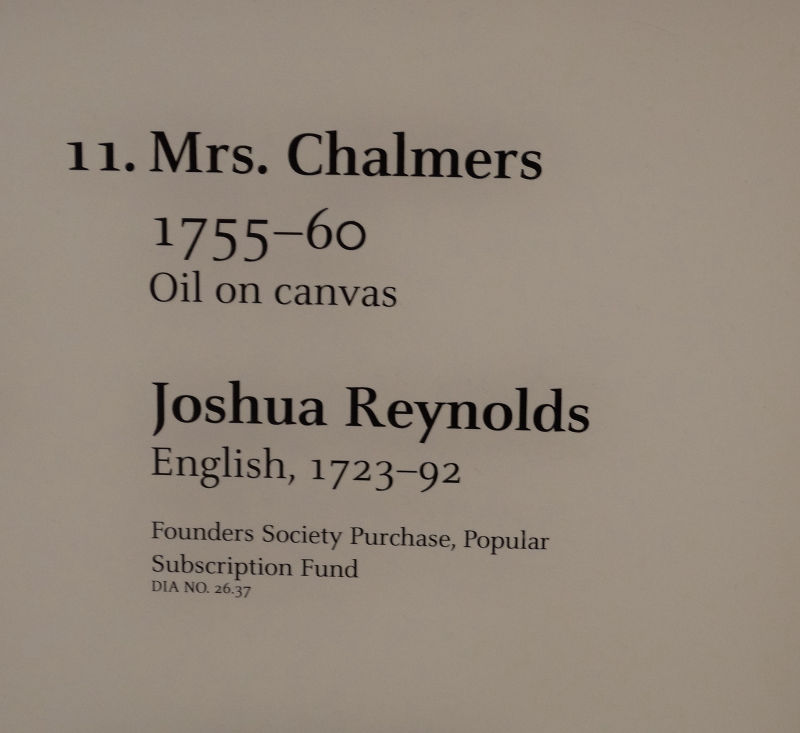 11. Mrs. Chalmers
1755–60
Oil on canvas
Joshua Reynolds
English, 1723–92
Founders Society Purchase, Popular
Subscription Fund
DIA NO. 26.37